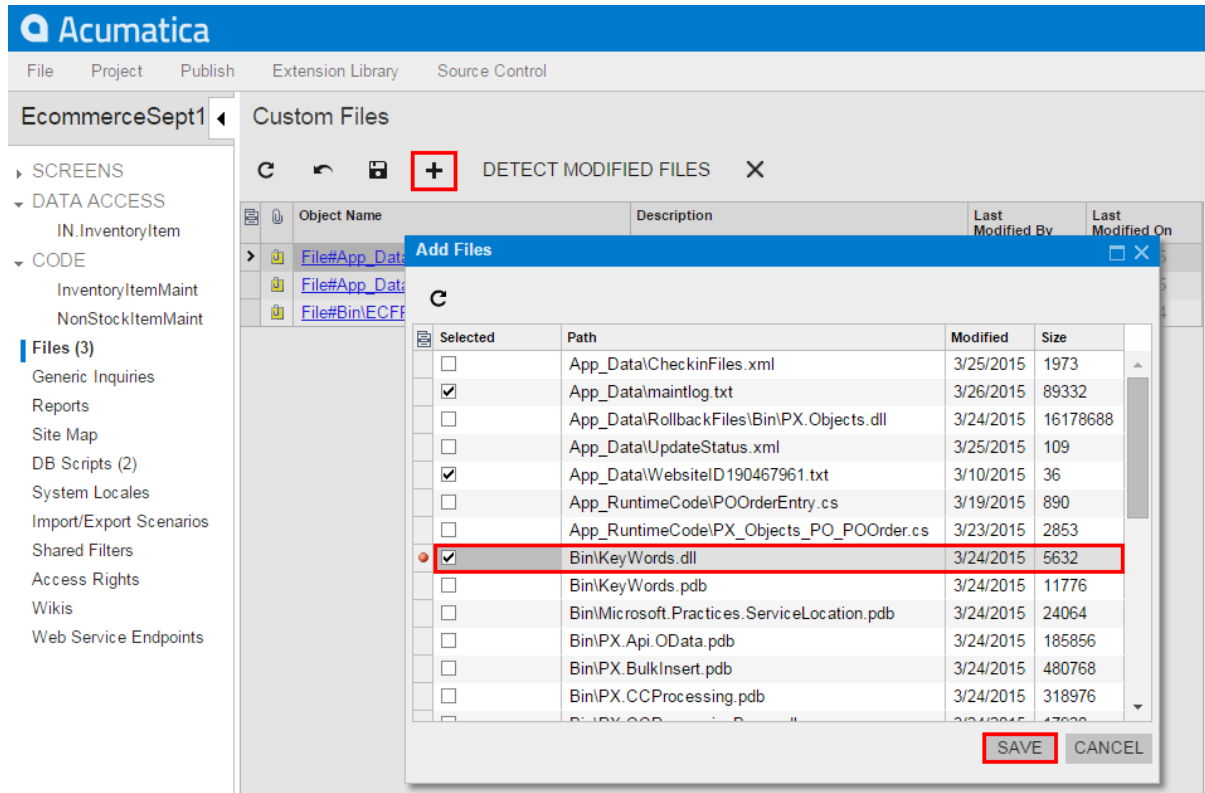 Acumatica
File Project Publish Extension Library Source Control
EcommerceSept1
Custom Files
DETECT MODIFIED FILES
SCREENS
DATA ACCESS
IN.InventoryItem
CODE
InventoryItemMaint
NonStockItemMaint
Files (3)
Generic Inquiries
Reports
Site Map
DB Scripts (2)
System Locales
Import/Export Scenarios
Shared Filters
Access Rights
Wikis
Web Service Endpoints
Object Name Description Last Modified By Last Modified On
File#App_Data
File#App_Data
File#Bin\ECFF
Add Files
Selected Path Modified Size
App_Data\CheckinFiles.xml 3/25/2015 1973
App_Data\maintlog.txt 3/26/2015 89332
App_Data\RollbackFiles\Bin\PX.Objects.dll 3/24/2015 16178688
App_Data\UpdateStatus.xml 3/25/2015 109
App_Data\WebsiteID190467961.txt 3/10/2015 36
App_RuntimeCode\POOrderEntry.cs 3/19/2015 890
App_RuntimeCode\PX_Objects_PO_POOrder.cs 3/23/2015 2853
Bin\KeyWords.dll 3/24/2015 5632
Bin\KeyWords.pdb 3/24/2015 11776
Bin\Microsoft.Practices.ServiceLocation.pdb 3/24/2015 24064
Bin\PX.Api.OData.pdb 3/24/2015 185856
Bin\PX.BulkInsert.pdb 3/24/2015 480768
Bin\PX.CCProcessing.pdb 3/24/2015 318976
SAVE CANCEL